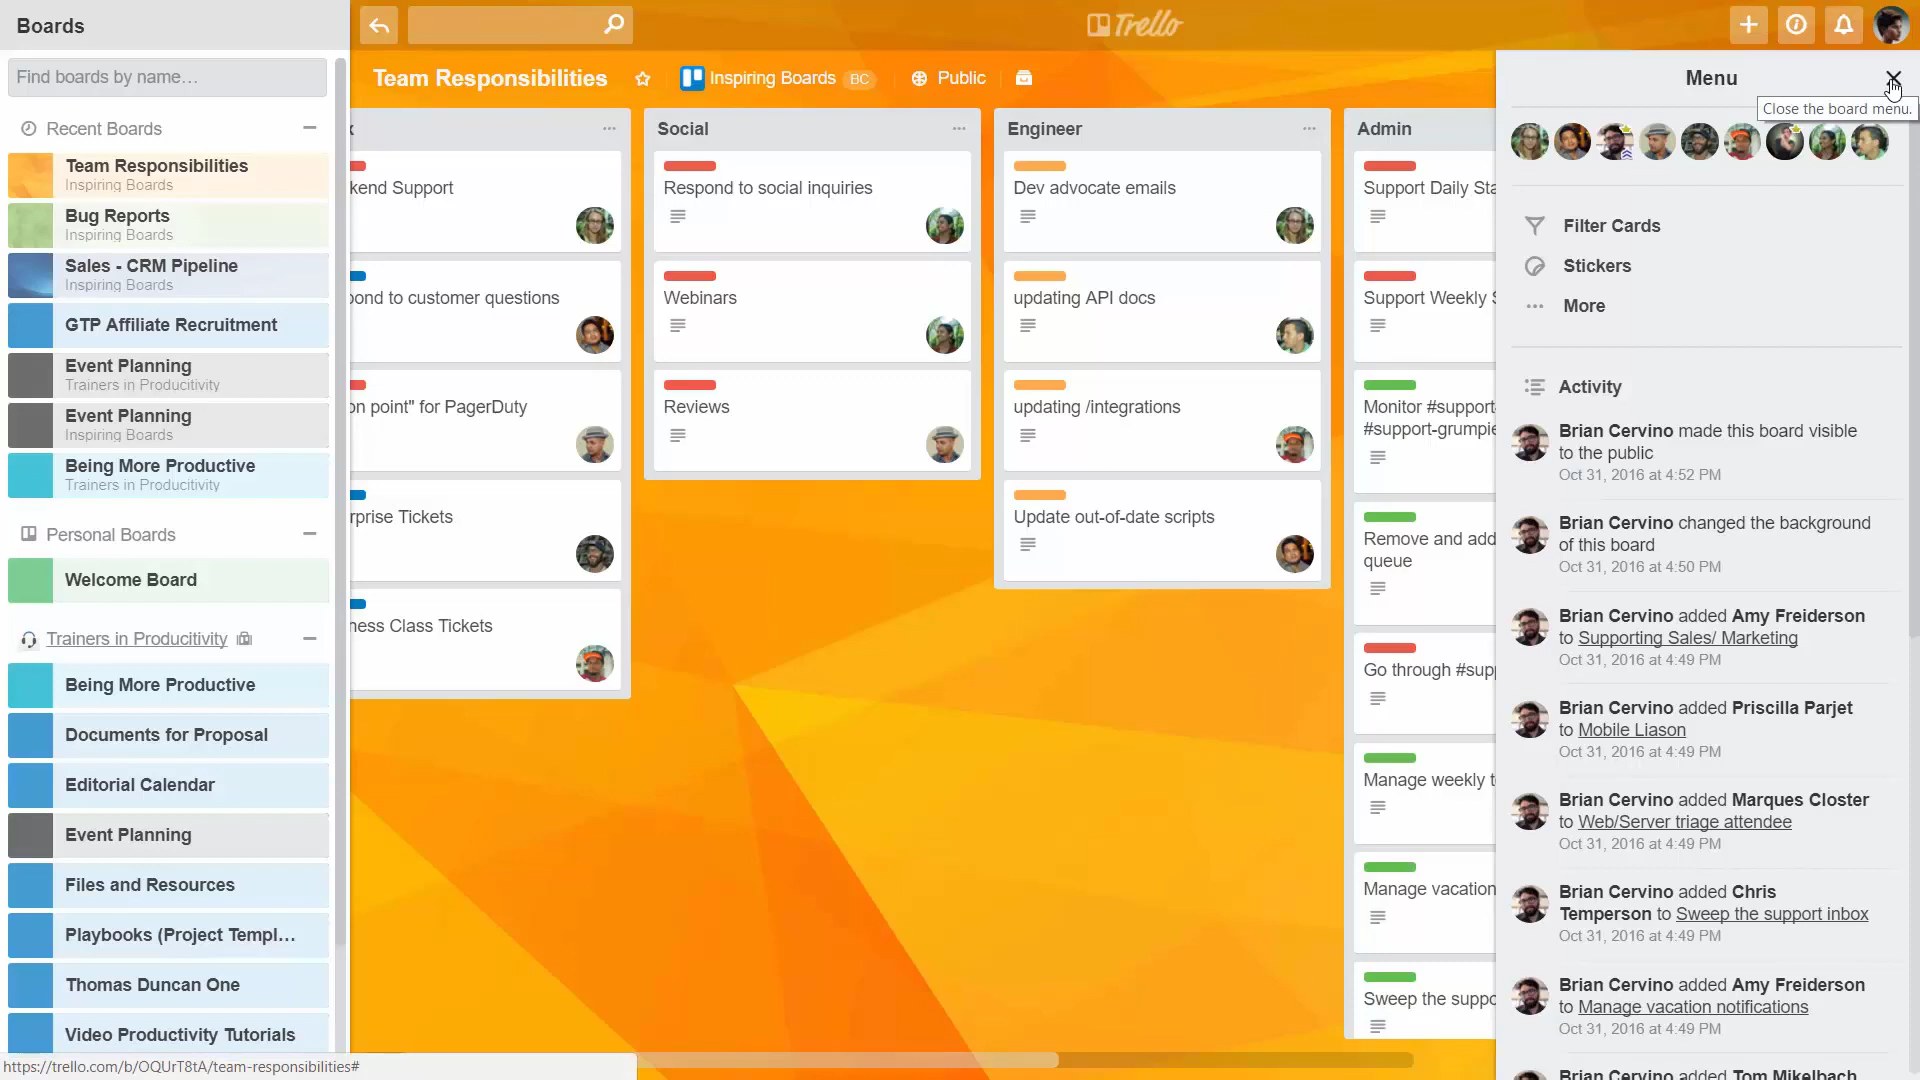 Boards
Find boards by name…
Recent Boards
Team Responsibilities
Inspiring Boards
Bug Reports
Inspiring Boards
Sales - CRM Pipeline
Inspiring Boards
GTP Affiliate Recruitment
Event Planning
Trainers in Producitivity
Event Planning
Inspiring Boards
Being More Productive
Trainers in Producitivity
Personal Boards
Welcome Board
Trainers in Producitivity
Being More Productive
Documents for Proposal
Editorial Calendar
Event Planning
Files and Resources
Playbooks (Project Templ…
Thomas Duncan One
Video Productivity Tutorials
https://trello.com/b/OQUrT8tA/team-responsibilities#
Trello
Team Responsibilities
Inspiring Boards BC
Public
x
kend Support
ond to customer questions
on point" for PagerDuty
rprise Tickets
ness Class Tickets
Social
Respond to social inquiries
Webinars
Reviews
Engineer
Dev advocate emails
updating API docs
updating /integrations
Update out-of-date scripts
Admin
Support Daily Sta
Support Weekly S
Monitor #support-
#support-grumpie
Remove and add
queue
Go through #supp
Manage weekly t
Manage vacation
Sweep the suppo
Menu
Close the board menu.
Filter Cards
Stickers
More
Activity
Brian Cervino made this board visible
to the public
Oct 31, 2016 at 4:52 PM
Brian Cervino changed the background
of this board
Oct 31, 2016 at 4:50 PM
Brian Cervino added Amy Freiderson
to Supporting Sales/ Marketing
Oct 31, 2016 at 4:49 PM
Brian Cervino added Priscilla Parjet
to Mobile Liason
Oct 31, 2016 at 4:49 PM
Brian Cervino added Marques Closter
to Web/Server triage attendee
Oct 31, 2016 at 4:49 PM
Brian Cervino added Chris
Temperson to Sweep the support inbox
Oct 31, 2016 at 4:49 PM
Brian Cervino added Amy Freiderson
to Manage vacation notifications
Oct 31, 2016 at 4:49 PM
Brian Cervino added Tom Mikelbach